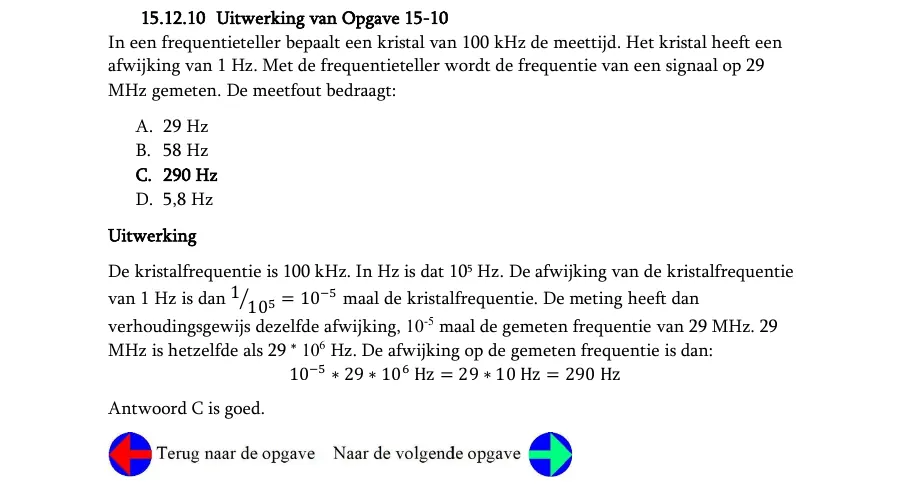 15.12.10 Uitwerking van Opgave 15-10
In een frequentieteller bepaalt een kristal van 100 kHz de meettijd. Het kristal heeft een
afwijking van 1 Hz. Met de frequentieteller wordt de frequentie van een signaal op 29
MHz gemeten. De meetfout bedraagt:
A. 29 Hz
B. 58 Hz
C. 290 Hz
D. 5,8 Hz
Uitwerking
De kristalfrequentie is 100 kHz. In Hz is dat 10⁵ Hz. De afwijking van de kristalfrequentie
van 1 Hz is dan 1/10⁵ = 10⁻⁵ maal de kristalfrequentie. De meting heeft dan
verhoudingsgewijs dezelfde afwijking, 10⁻⁵ maal de gemeten frequentie van 29 MHz. 29
MHz is hetzelfde als 29 * 10⁶ Hz. De afwijking op de gemeten frequentie is dan:
10⁻⁵ ∗ 29 ∗ 10⁶ Hz = 29 ∗ 10 Hz = 290 Hz
Antwoord C is goed.
Terug naar de opgave Naar de volgende opgave